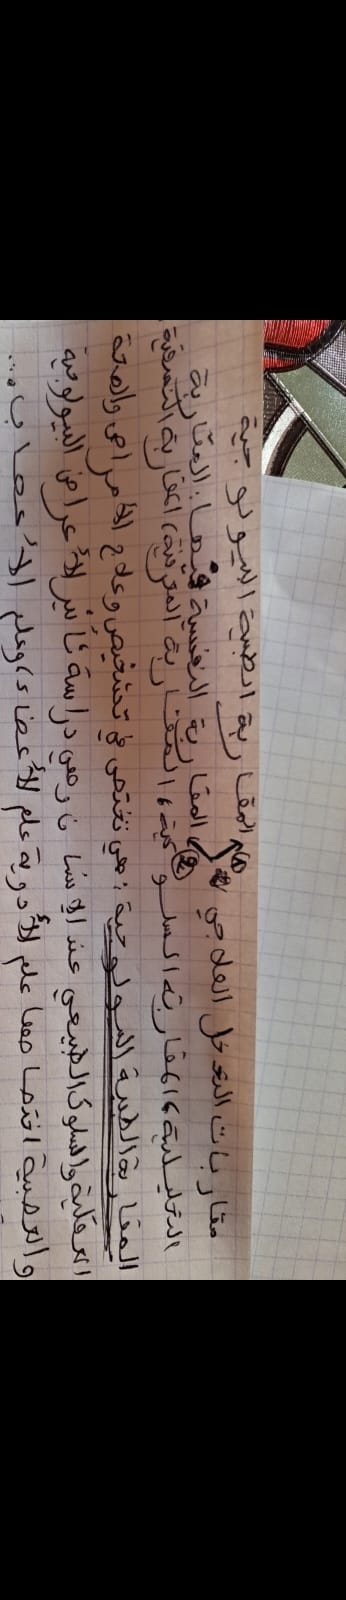 ① المقاربة الطبية البيولوجية
مقاربات التدخل العلاجي
② المقاربة النفسية منها: المقاربة
التحليلية، المقاربة السلوكية، المقاربة المعرفية، المقاربة النسقية.
المقاربة الطبية البيولوجية: هي تختص في تشخيص وعلاج الأمراض والصحة
العقلية والسلوك الطبيعي عند الإنسان وهي دراسة تأثير الأعراض البيولوجية
والعصبية اختصاصها علم الأدوية علم الأعضاء، وعلم الأعصاب...